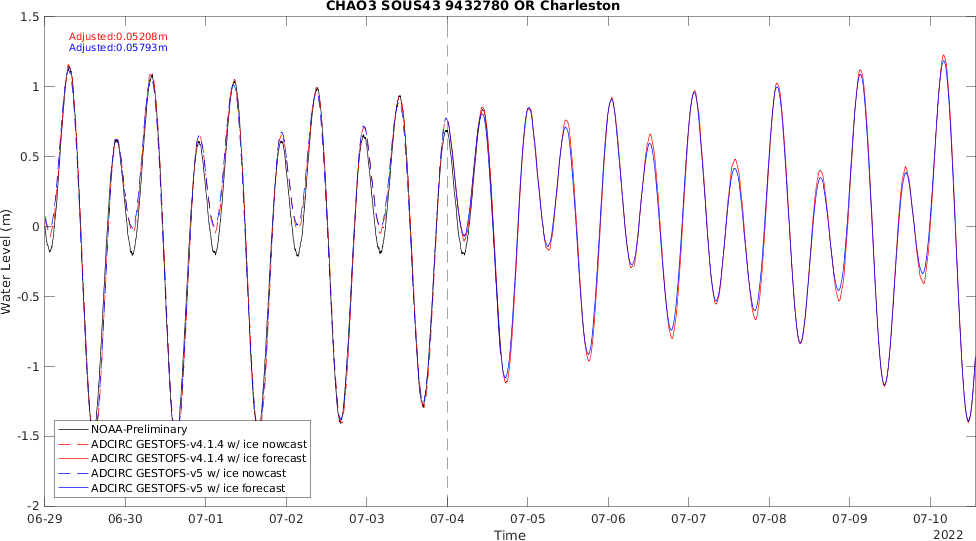 CHAO3 SOUS43 9432780 OR Charleston
Adjusted:0.05208m
Adjusted:0.05793m
1.5
1
0.5
0
-0.5
-1
-1.5
-2
Water Level (m)
NOAA-Preliminary
ADCIRC GESTOFS-v4.1.4 w/ ice nowcast
ADCIRC GESTOFS-v4.1.4 w/ ice forecast
ADCIRC GESTOFS-v5 w/ ice nowcast
ADCIRC GESTOFS-v5 w/ ice forecast
06-29 06-30 07-01 07-02 07-03 07-04 07-05 07-06 07-07 07-08 07-09 07-10
Time
2022